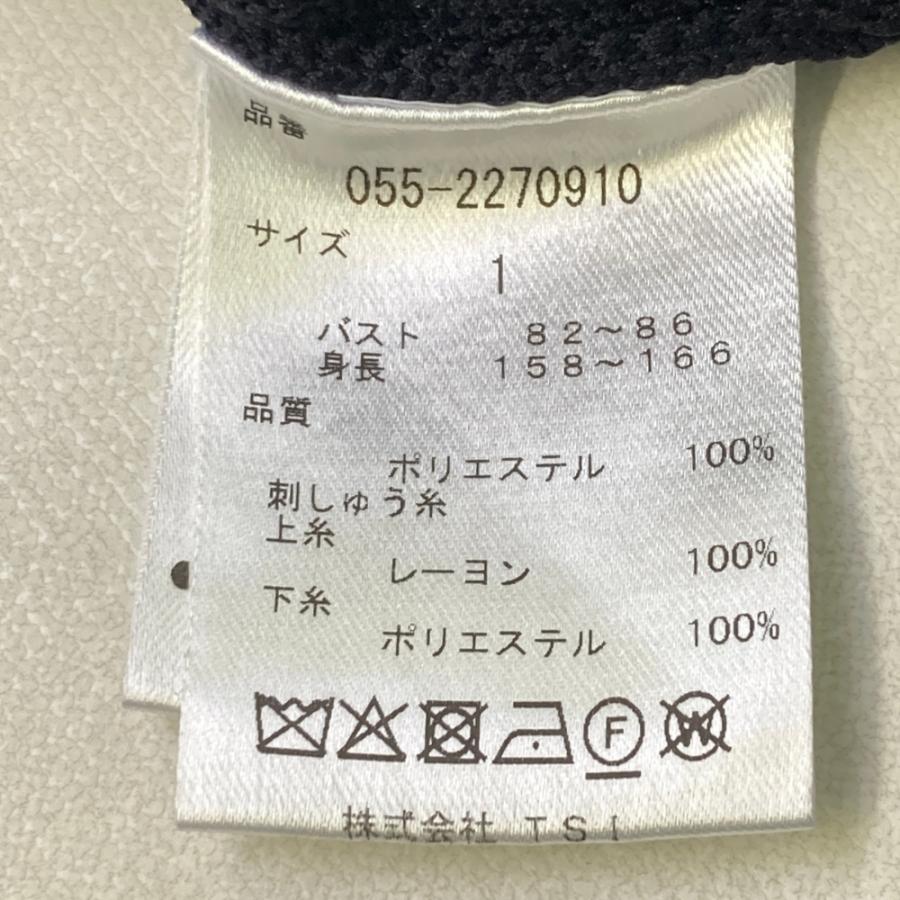 品番
055-2270910
サイズ
1
バスト 82~86
身長 158~166
品質
ポリエステル 100%
刺しゅう糸
上糸
レーヨン 100%
下糸
ポリエステル 100%
F W
株式会社 TSI